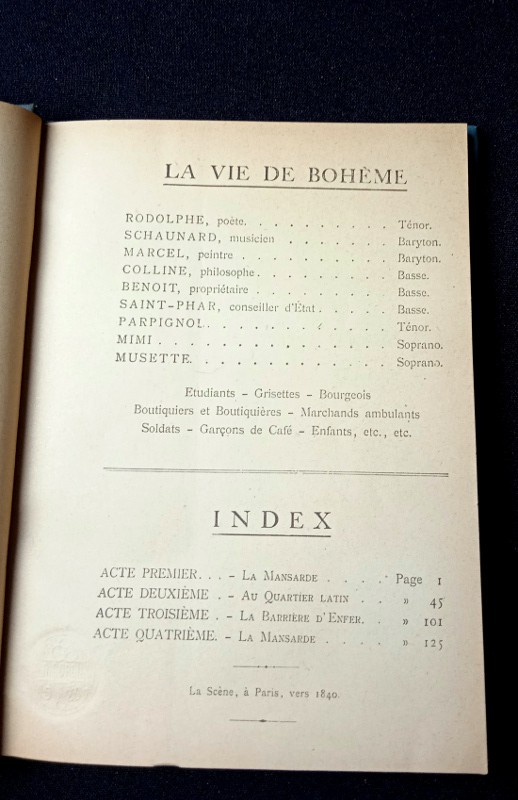 LA VIE DE BOHÈME
RODOLPHE, poète. . . . . . . . . . Ténor.
SCHAUNARD, musicien . . . . . . . Baryton.
MARCEL, peintre . . . . . . . . . Baryton.
COLLINE, philosophe. . . . . . . . Basse.
BENOIT, propriétaire . . . . . . . . Basse.
SAINT-PHAR, conseiller d'État . . . . . Basse.
PARPIGNOL . . . . . . . . . . . Ténor.
MIMI . . . . . . . . . . . . . . Soprano.
MUSETTE. . . . . . . . . . . . . Soprano.
Etudiants - Grisettes - Bourgeois
Boutiquiers et Boutiquières - Marchands ambulants
Soldats - Garçons de Café - Enfants, etc., etc.
INDEX
ACTE PREMIER. . . - LA MANSARDE . . . . Page 1
ACTE DEUXIÈME . - AU QUARTIER LATIN . . » 45
ACTE TROISIÈME . - LA BARRIÈRE D'ENFER. . » 101
ACTE QUATRIÈME. - LA MANSARDE . . . . » 125
La Scène, à Paris, vers 1840.